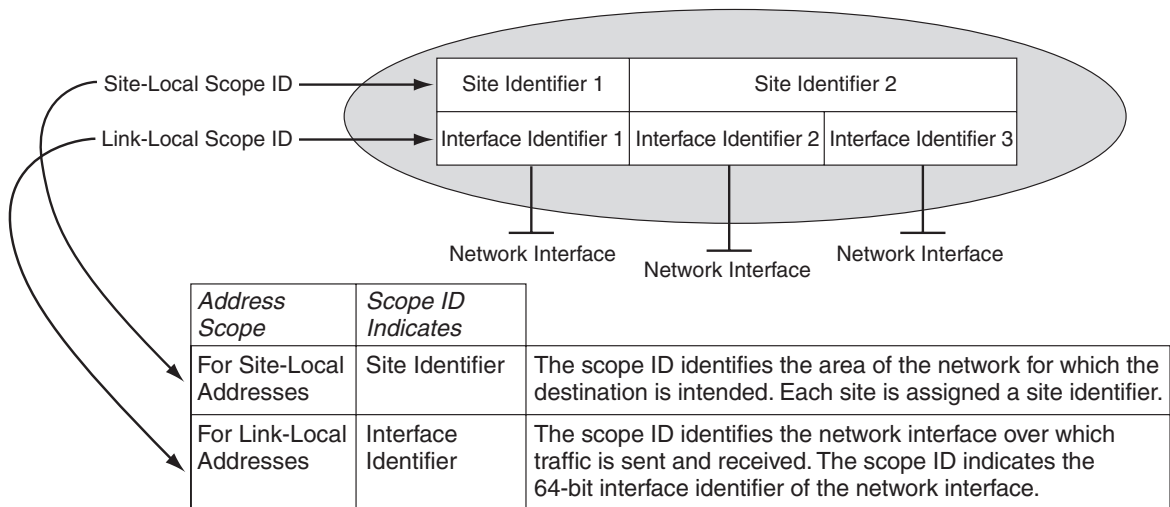 Site-Local Scope ID
Site Identifier 1
Site Identifier 2
Link-Local Scope ID
Interface Identifier 1
Interface Identifier 2
Interface Identifier 3
Network Interface
Network Interface
Network Interface
Address
Scope
Scope ID
Indicates
For Site-Local
Addresses
Site Identifier
The scope ID identifies the area of the network for which the
destination is intended. Each site is assigned a site identifier.
For Link-Local
Addresses
Interface
Identifier
The scope ID identifies the network interface over which
traffic is sent and received. The scope ID indicates the
64-bit interface identifier of the network interface.